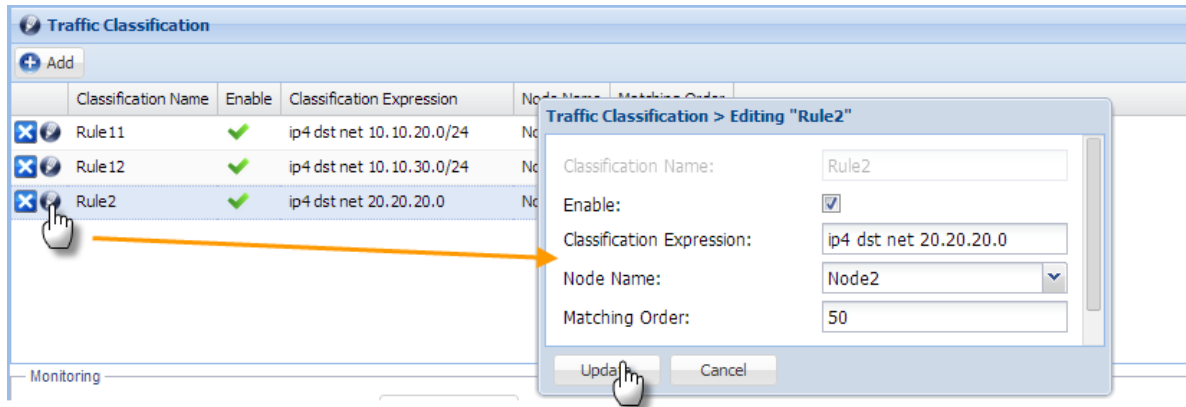 Traffic Classification
Add
Classification Name Enable Classification Expression
Traffic Classification > Editing "Rule2"
Rule11 ip4 dst net 10.10.20.0/24
Classification Name: Rule2
Rule12 ip4 dst net 10.10.30.0/24
Enable:
Rule2 ip4 dst net 20.20.20.0
Classification Expression: ip4 dst net 20.20.20.0
Node Name: Node2
Matching Order: 50
Update Cancel
Monitoring